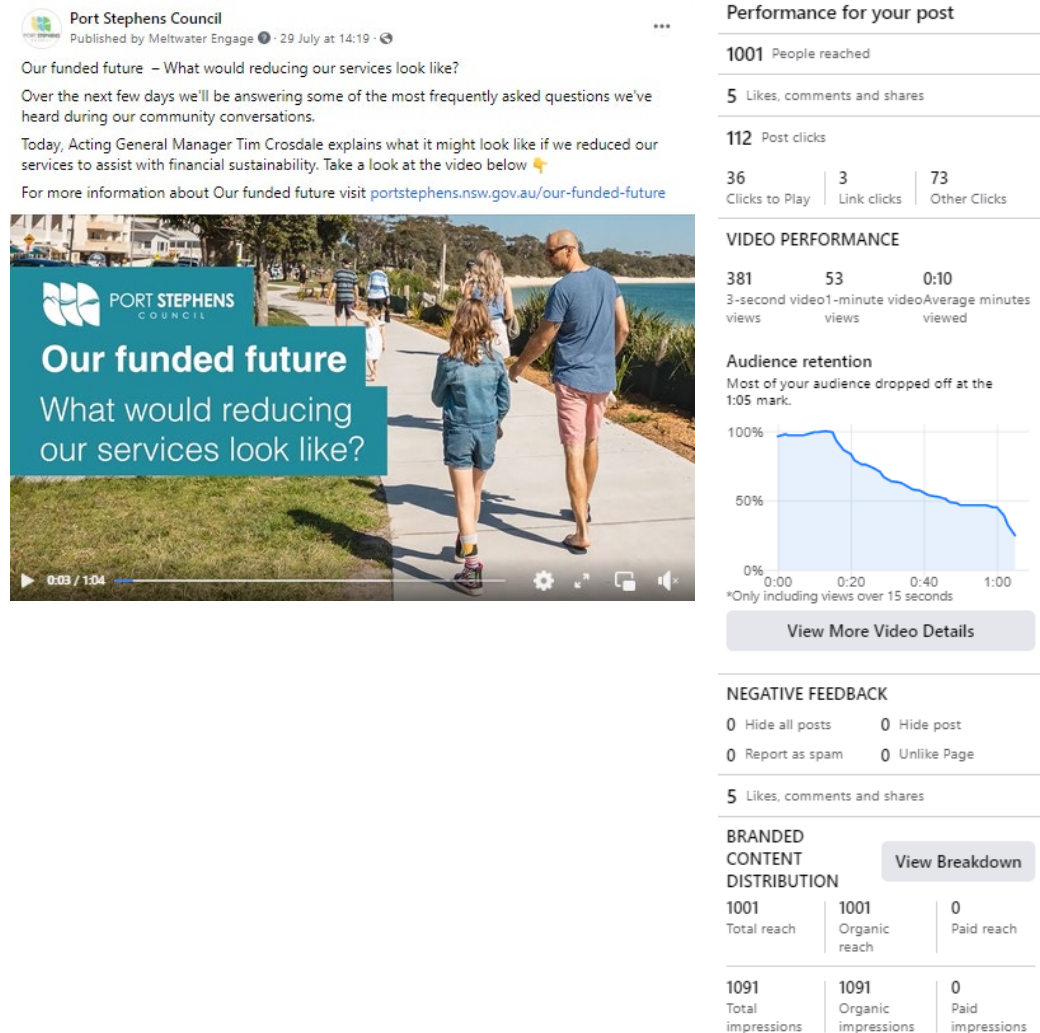 Port Stephens Council
Published by Meltwater Engage · 29 July at 14:19 ·
Our funded future – What would reducing our services look like?
Over the next few days we'll be answering some of the most frequently asked questions we've
heard during our community conversations.
Today, Acting General Manager Tim Crosdale explains what it might look like if we reduced our
services to assist with financial sustainability. Take a look at the video below 👇
For more information about Our funded future visit portstephens.nsw.gov.au/our-funded-future
PORT STEPHENS
COUNCIL
Our funded future
What would reducing
our services look like?
0:03 / 1:04
Performance for your post
1001 People reached
5 Likes, comments and shares
112 Post clicks
36 3 73
Clicks to Play Link clicks Other Clicks
VIDEO PERFORMANCE
381 53 0:10
3-second video 1-minute video Average minutes
views views viewed
Audience retention
Most of your audience dropped off at the
1:05 mark.
100%
50%
0%
0:00 0:20 0:40 1:00
*Only including views over 15 seconds
View More Video Details
NEGATIVE FEEDBACK
0 Hide all posts 0 Hide post
0 Report as spam 0 Unlike Page
5 Likes, comments and shares
BRANDED
CONTENT
DISTRIBUTION
View Breakdown
1001 1001 0
Total reach Organic Paid reach
reach
1091 1091 0
Total Organic Paid
impressions impressions impressions